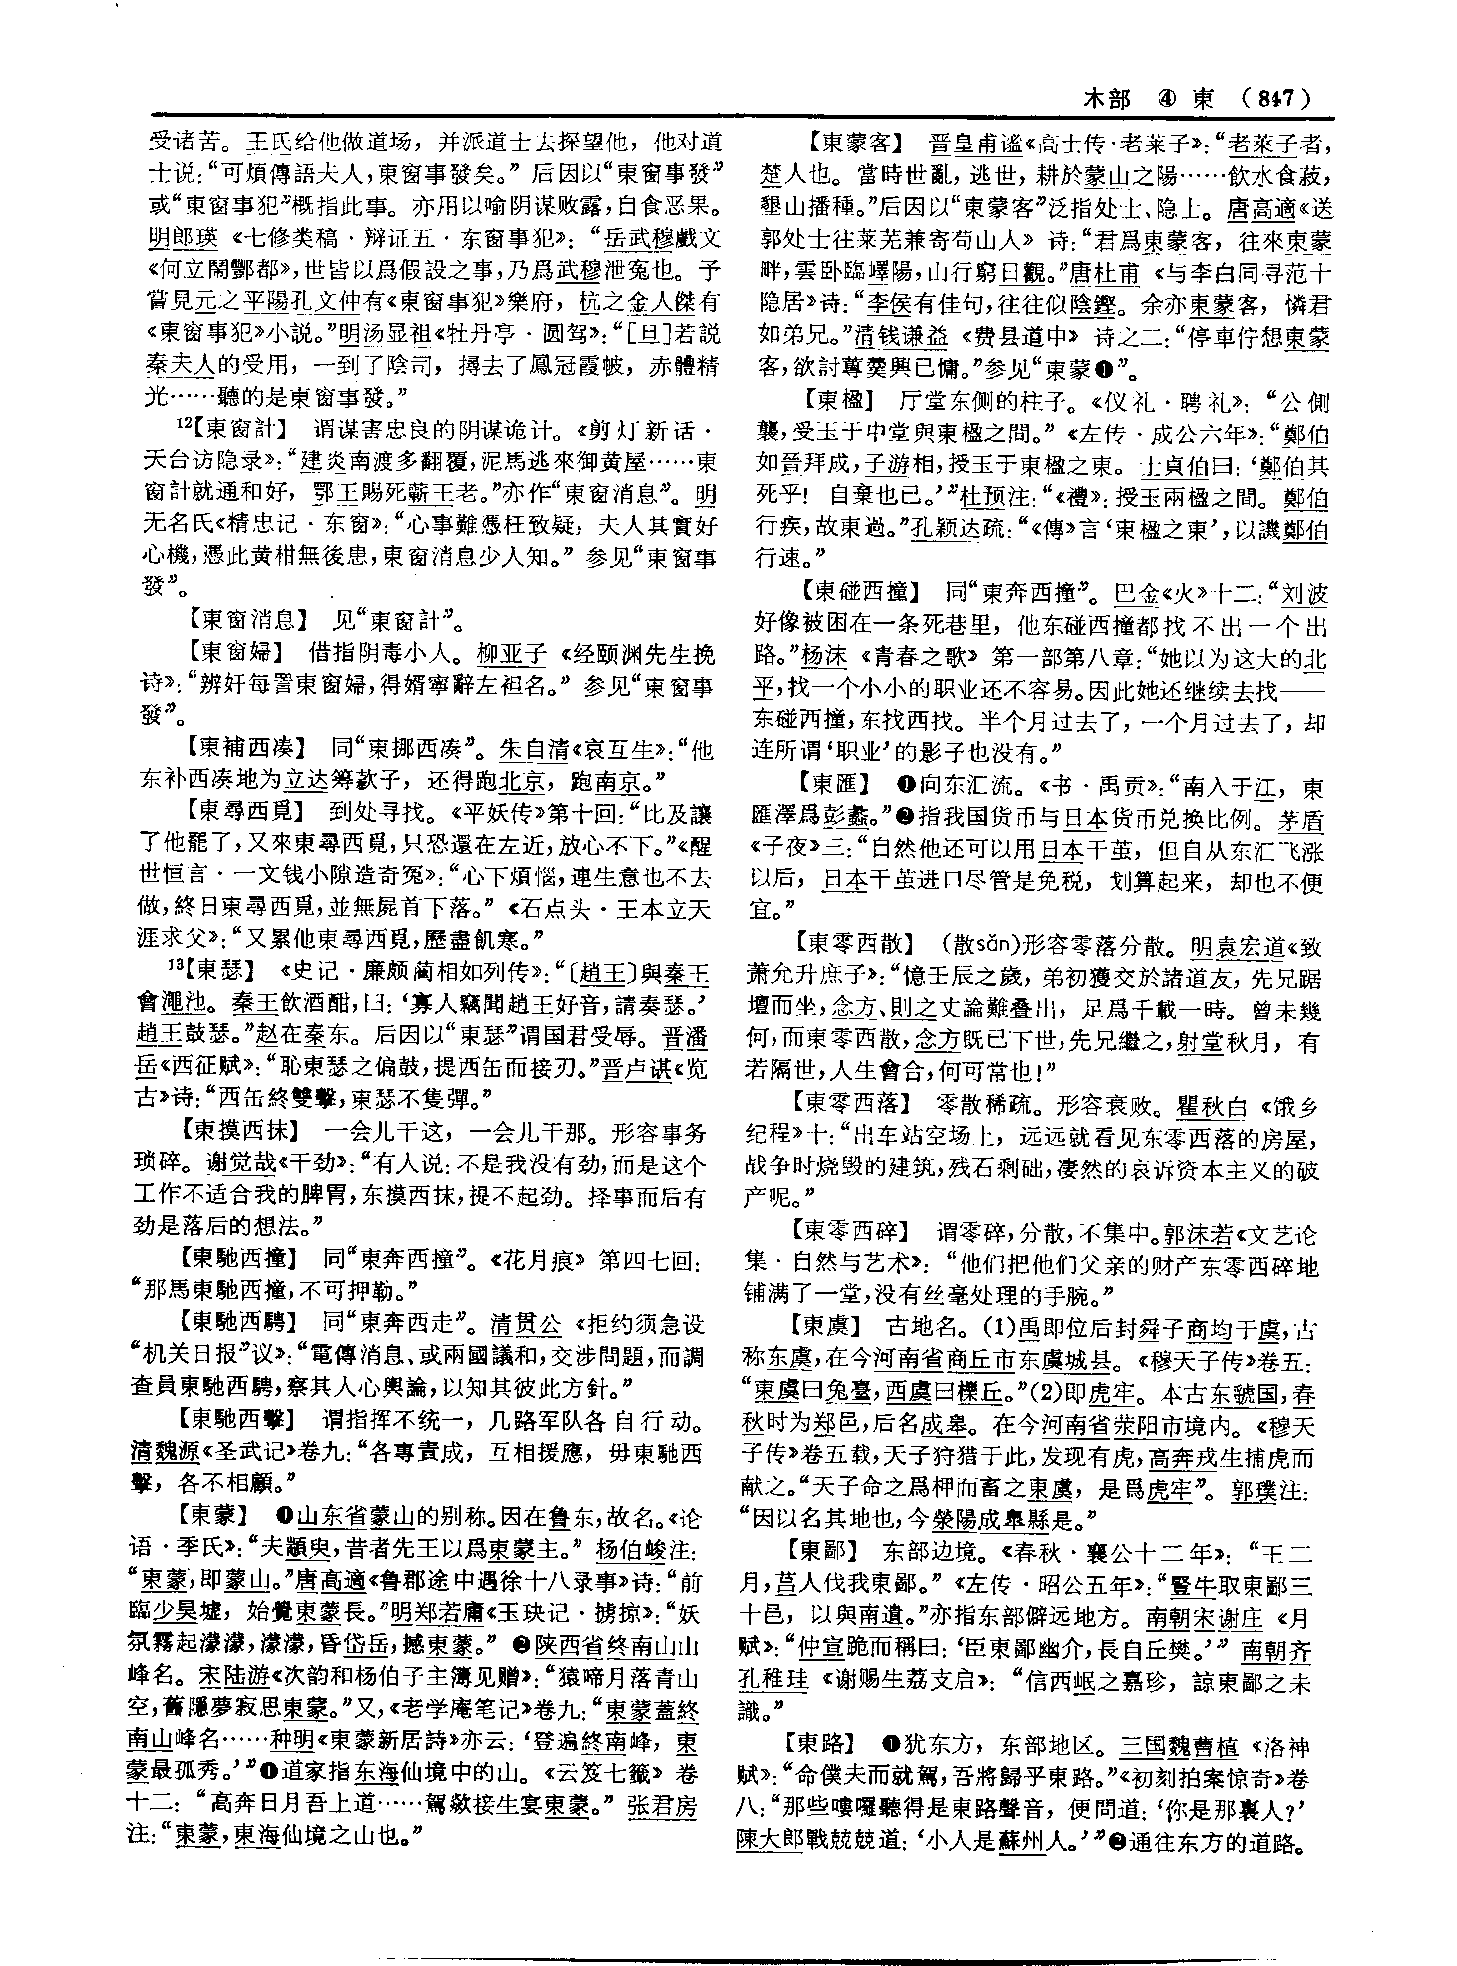 木部 ④ 東 (847)
受诸苦。王氏给他做道场，并派道士去探望他，他对道
士说：“可煩傳語夫人，東窗事發矣。”后因以“東窗事發”
或“東窗事犯”概指此事。亦用以喻阴谋败露，自食恶果。
明郎瑛《七修类稿·辩证五·东窗事犯》：“岳武穆戲文
《何立鬧酆都》，世皆以爲假設之事，乃爲武穆泄冤也。予
嘗見元之平陽孔文仲有《東窗事犯》樂府，杭之金人傑有
《東窗事犯》小説。”明汤显祖《牡丹亭·圆驾》：“[旦]若説
秦夫人的受用，一到了陰司，撏去了鳳冠霞帔，赤體精
光……聽的是東窗事發。”
12【東窗計】 谓谋害忠良的阴谋诡计。《剪灯新话·
天台访隐录》：“建炎南渡多翻覆，泥馬逃來御黄屋……東
窗計就通和好，鄂王賜死蘄王老。”亦作“東窗消息”。明
无名氏《精忠记·东窗》：“心事難憑枉致疑，夫人其實好
心機，憑此黄柑無後患，東窗消息少人知。”参见“東窗事
發”。
【東窗消息】 见“東窗計”。
【東窗婦】 借指阴毒小人。柳亚子《经颐渊先生挽
诗》：“辨奸每詈東窗婦，得婿寧辭左袒名。”参见“東窗事
發”。
【東補西凑】 同“東挪西凑”。朱自清《哀互生》：“他
东补西凑地为立达筹款子，还得跑北京，跑南京。”
【東尋西覓】 到处寻找。《平妖传》第十回：“比及讓
了他罷了，又來東尋西覓，只恐還在左近，放心不下。”《醒
世恒言·一文钱小隙造奇冤》：“心下煩惱，連生意也不去
做，終日東尋西覓，並無屍首下落。”《石点头·王本立天
涯求父》：“又累他東尋西覓，歷盡飢寒。”
13【東瑟】 《史记·廉颇蔺相如列传》：“〔趙王〕與秦王
會澠池。秦王飲酒酣，曰：‘寡人竊聞趙王好音，請奏瑟。’
趙王鼓瑟。”赵在秦东。后因以“東瑟”谓国君受辱。晋潘
岳《西征赋》：“恥東瑟之偏鼓，提西缶而接刃。”晋卢谌《览
古》诗：“西缶終雙擊，東瑟不隻彈。”
【東摸西抹】 一会儿干这，一会儿干那。形容事务
琐碎。谢觉哉《干劲》：“有人说：不是我没有劲，而是这个
工作不适合我的脾胃，东摸西抹，提不起劲。择事而后有
劲是落后的想法。”
【東馳西撞】 同“東奔西撞”。《花月痕》第四七回：
“那馬東馳西撞，不可押勒。”
【東馳西騁】 同“東奔西走”。清贯公《拒约须急设
“机关日报”议》：“電傳消息、或兩國議和，交涉問題，而調
查員東馳西騁，察其人心輿論，以知其彼此方針。”
【東馳西擊】 谓指挥不统一，几路军队各自行动。
清魏源《圣武记》卷九：“各專責成，互相援應，毋東馳西
擊，各不相顧。”
【東蒙】 ❶山东省蒙山的别称。因在鲁东，故名。《论
语·季氏》：“夫顓臾，昔者先王以爲東蒙主。”杨伯峻注：
“東蒙，即蒙山。”唐高適《鲁郡途中遇徐十八录事》诗：“前
臨少昊墟，始覺東蒙長。”明郑若庸《玉玦记·掳掠》：“妖
氛霧起濛濛，濛濛，昏岱岳，撼東蒙。”❷陕西省终南山山
峰名。宋陆游《次韵和杨伯子主簿见赠》：“猿啼月落青山
空，舊隱夢寂思東蒙。”又，《老学庵笔记》卷九：“東蒙蓋終
南山峰名……种明《東蒙新居詩》亦云：‘登遍終南峰，東
蒙最孤秀。’”❶道家指东海仙境中的山。《云笈七籤》卷
十二：“高奔日月吾上道……駕欻接生宴東蒙。”张君房
注：“東蒙，東海仙境之山也。”
【東蒙客】 晋皇甫谧《高士传·老莱子》：“老萊子者，
楚人也。當時世亂，逃世，耕於蒙山之陽……飲水食菽，
墾山播種。”后因以“東蒙客”泛指处士、隐士。唐高適《送
郭处士往莱芜兼寄苟山人》诗：“君爲東蒙客，往來東蒙
畔，雲卧臨嶧陽，山行窮日觀。”唐杜甫《与李白同寻范十
隐居》诗：“李侯有佳句，往往似陰鏗。余亦東蒙客，憐君
如弟兄。”清钱谦益《费县道中》诗之二：“停車佇想東蒙
客，欲討蓴羹興已慵。”参见“東蒙❶”。
【東楹】 厅堂东侧的柱子。《仪礼·聘礼》：“公側
襲，受玉于中堂與東楹之間。”《左传·成公六年》：“鄭伯
如晉拜成，子游相，授玉于東楹之東。士貞伯曰：‘鄭伯其
死乎！自棄也已。’”杜预注：“《禮》：授玉兩楹之間。鄭伯
行疾，故東過。”孔颖达疏：“《傳》言‘東楹之東’，以譏鄭伯
行速。”
【東碰西撞】 同“東奔西撞”。巴金《火》十二：“刘波
好像被困在一条死巷里，他东碰西撞都找不出一个出
路。”杨沫《青春之歌》第一部第八章：“她以为这大的北
平，找一个小小的职业还不容易。因此她还继续去找——
东碰西撞，东找西找。半个月过去了，一个月过去了，却
连所谓‘职业’的影子也没有。”
【東匯】 ❶向东汇流。《书·禹贡》：“南入于江，東
匯澤爲彭蠡。”❷指我国货币与日本货币兑换比例。茅盾
《子夜》三：“自然他还可以用日本干茧，但自从东汇飞涨
以后，日本干茧进口尽管是免税，划算起来，却也不便
宜。”
【東零西散】 (散sǎn)形容零落分散。明袁宏道《致
萧允升庶子》：“憶壬辰之歲，弟初獲交於諸道友，先兄踞
壇而坐，念方、則之丈論難叠出，足爲千載一時。曾未幾
何，而東零西散，念方既已下世，先兄繼之，射堂秋月，有
若隔世，人生會合，何可常也！”
【東零西落】 零散稀疏。形容衰败。瞿秋白《饿乡
纪程》十：“出车站空场上，远远就看见东零西落的房屋，
战争时烧毁的建筑，残石剩础，凄然的哀诉资本主义的破
产呢。”
【東零西碎】 谓零碎，分散，不集中。郭沫若《文艺论
集·自然与艺术》：“他们把他们父亲的财产东零西碎地
铺满了一堂，没有丝毫处理的手腕。”
【東虞】 古地名。(1)禹即位后封舜子商均于虞，古
称东虞，在今河南省商丘市东虞城县。《穆天子传》卷五：
“東虞曰兔臺，西虞曰櫟丘。”(2)即虎牢。本古东虢国，春
秋时为郑邑，后名成皋。在今河南省荥阳市境内。《穆天
子传》卷五载，天子狩猎于此，发现有虎，高奔戎生捕虎而
献之。“天子命之爲柙而畜之東虞，是爲虎牢”。郭璞注：
“因以名其地也，今滎陽成皋縣是。”
【東鄙】 东部边境。《春秋·襄公十二年》：“王二
月，莒人伐我東鄙。”《左传·昭公五年》：“豎牛取東鄙三
十邑，以與南遺。”亦指东部僻远地方。南朝宋谢庄《月
赋》：“仲宣跪而稱曰：‘臣東鄙幽介，長自丘樊。’”南朝齐
孔稚珪《谢赐生荔支启》：“信西岷之嘉珍，諒東鄙之未
識。”
【東路】 ❶犹东方，东部地区。三国魏曹植《洛神
赋》：“命僕夫而就駕，吾將歸乎東路。”《初刻拍案惊奇》卷
八：“那些嘍囉聽得是東路聲音，便問道：‘你是那裏人？’
陳大郎戰兢兢道：‘小人是蘇州人。’”❷通往东方的道路。